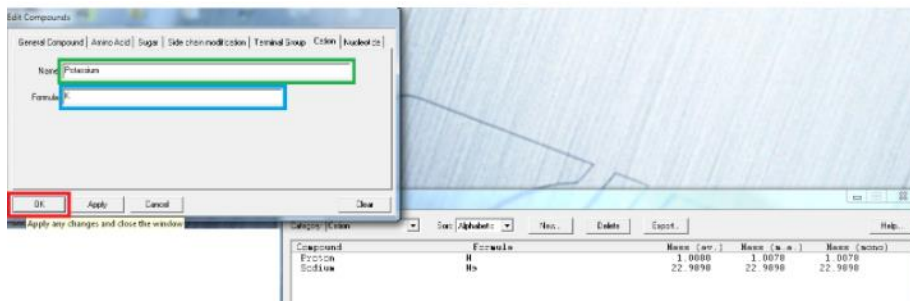 Edit Compounds
General Compound Amino Acid Sugar Side chain modification Terminal Group Cation Nucleotide
Name Potassium
Formula K
OK Apply Cancel Clear
Apply any changes and close the window
Category Cation Sort Alphabetic New... Delete Export... Help...
Compound Formula Mass (av.) Mass (m.a.) Mass (mono)
Proton H 1.0080 1.0078 1.0078
Sodium Na 22.9898 22.9898 22.9898